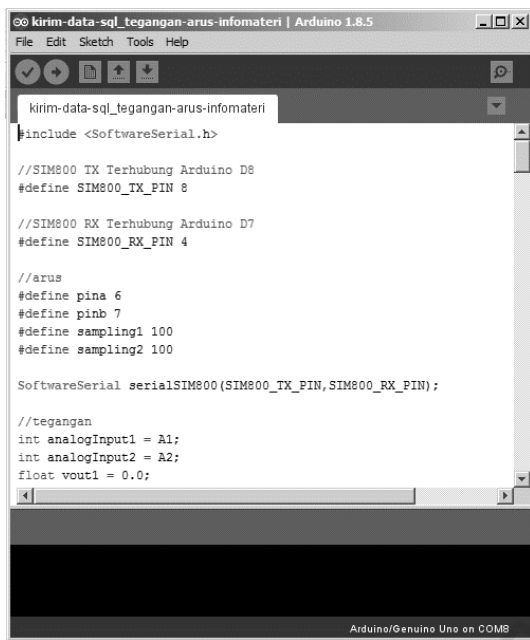 kirim-data-sql_tegangan-arus-infomateri | Arduino 1.8.5
File Edit Sketch Tools Help
kirim-data-sql_tegangan-arus-infomateri
#include <SoftwareSerial.h>
//SIM800 TX Terhubung Arduino D8
#define SIM800_TX_PIN 8
//SIM800 RX Terhubung Arduino D7
#define SIM800_RX_PIN 4
//arus
#define pina 6
#define pinb 7
#define sampling1 100
#define sampling2 100
SoftwareSerial serialSIM800(SIM800_TX_PIN,SIM800_RX_PIN);
//tegangan
int analogInput1 = A1;
int analogInput2 = A2;
float vout1 = 0.0;
Arduino/Genuino Uno on COM8